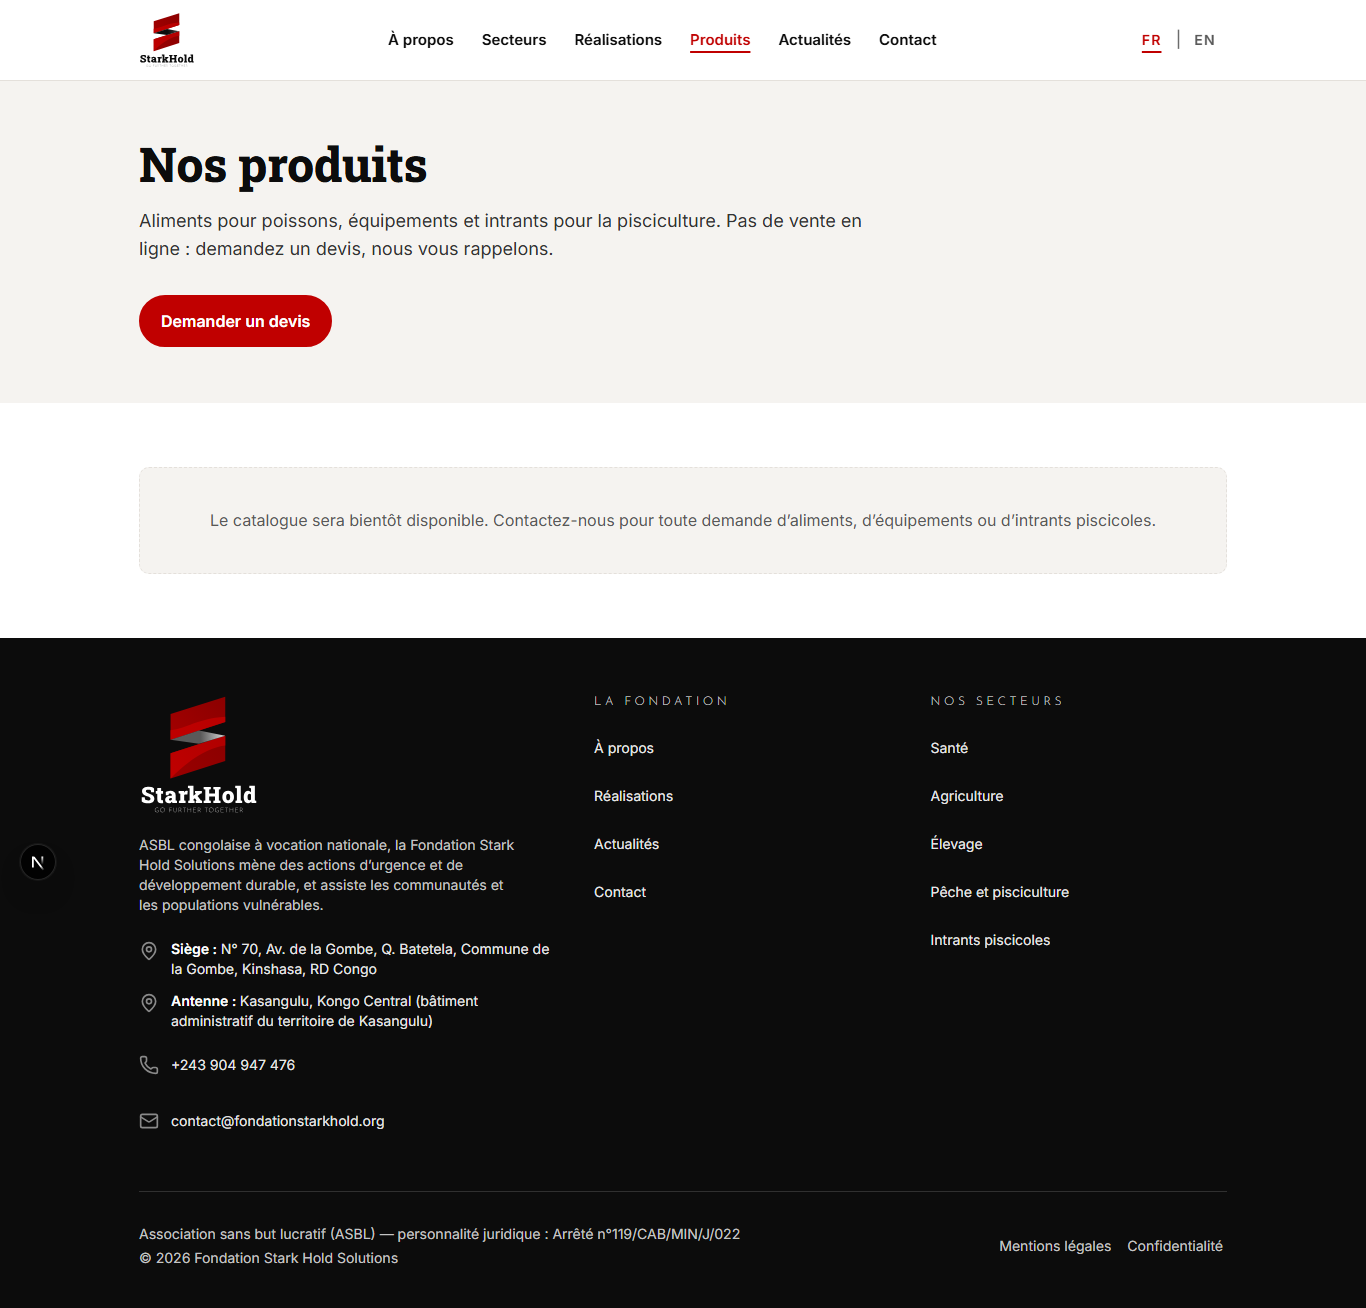 StarkHold
À propos
Secteurs
Réalisations
Produits
Actualités
Contact
FR | EN
Nos produits
Aliments pour poissons, équipements et intrants pour la pisciculture. Pas de vente en
ligne : demandez un devis, nous vous rappelons.
Demander un devis
Le catalogue sera bientôt disponible. Contactez-nous pour toute demande d’aliments, d’équipements ou d’intrants piscicoles.
StarkHold
GO FURTHER TOGETHER
ASBL congolaise à vocation nationale, la Fondation Stark
Hold Solutions mène des actions d’urgence et de
développement durable, et assiste les communautés et
les populations vulnérables.
Siège : N° 70, Av. de la Gombe, Q. Batetela, Commune de
la Gombe, Kinshasa, RD Congo
Antenne : Kasangulu, Kongo Central (bâtiment
administratif du territoire de Kasangulu)
+243 904 947 476
contact@fondationstarkhold.org
LA FONDATION
À propos
Réalisations
Actualités
Contact
NOS SECTEURS
Santé
Agriculture
Élevage
Pêche et pisciculture
Intrants piscicoles
N
Association sans but lucratif (ASBL) — personnalité juridique : Arrêté n°119/CAB/MIN/J/022
© 2026 Fondation Stark Hold Solutions
Mentions légales
Confidentialité